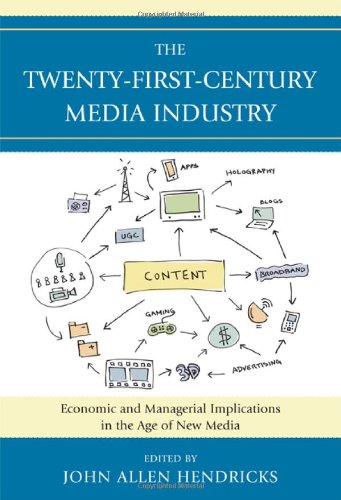 THE
TWENTY-FIRST-CENTURY
MEDIA INDUSTRY
APPS
HOLOGRAPHY
BLOGS
UGC
CONTENT
BROADBAND
GAMING
$
3D
ADVERTISING
Economic and Managerial Implications
in the Age of New Media
EDITED BY
JOHN ALLEN HENDRICKS